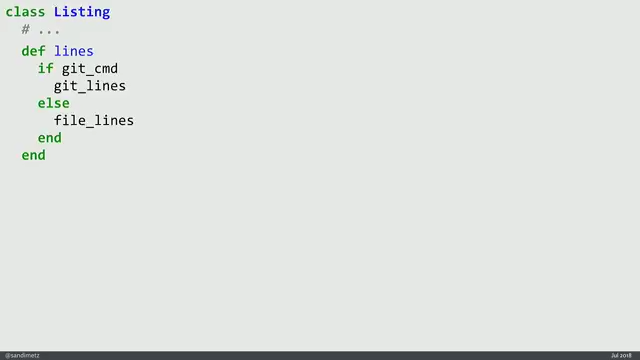 class Listing
  # ...
  def lines
    if git_cmd
      git_lines
    else
      file_lines
    end
  end
@sandimetz
Jul 2018